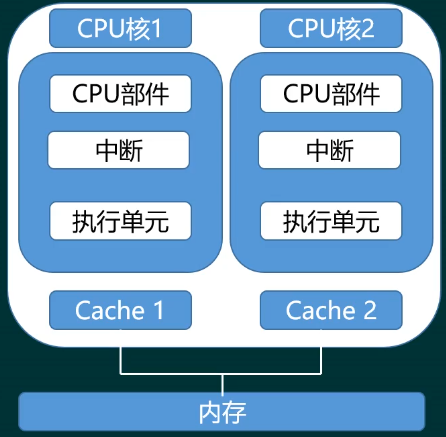 CPU核1
CPU核2
CPU部件
CPU部件
中断
中断
执行单元
执行单元
Cache 1
Cache 2
内存